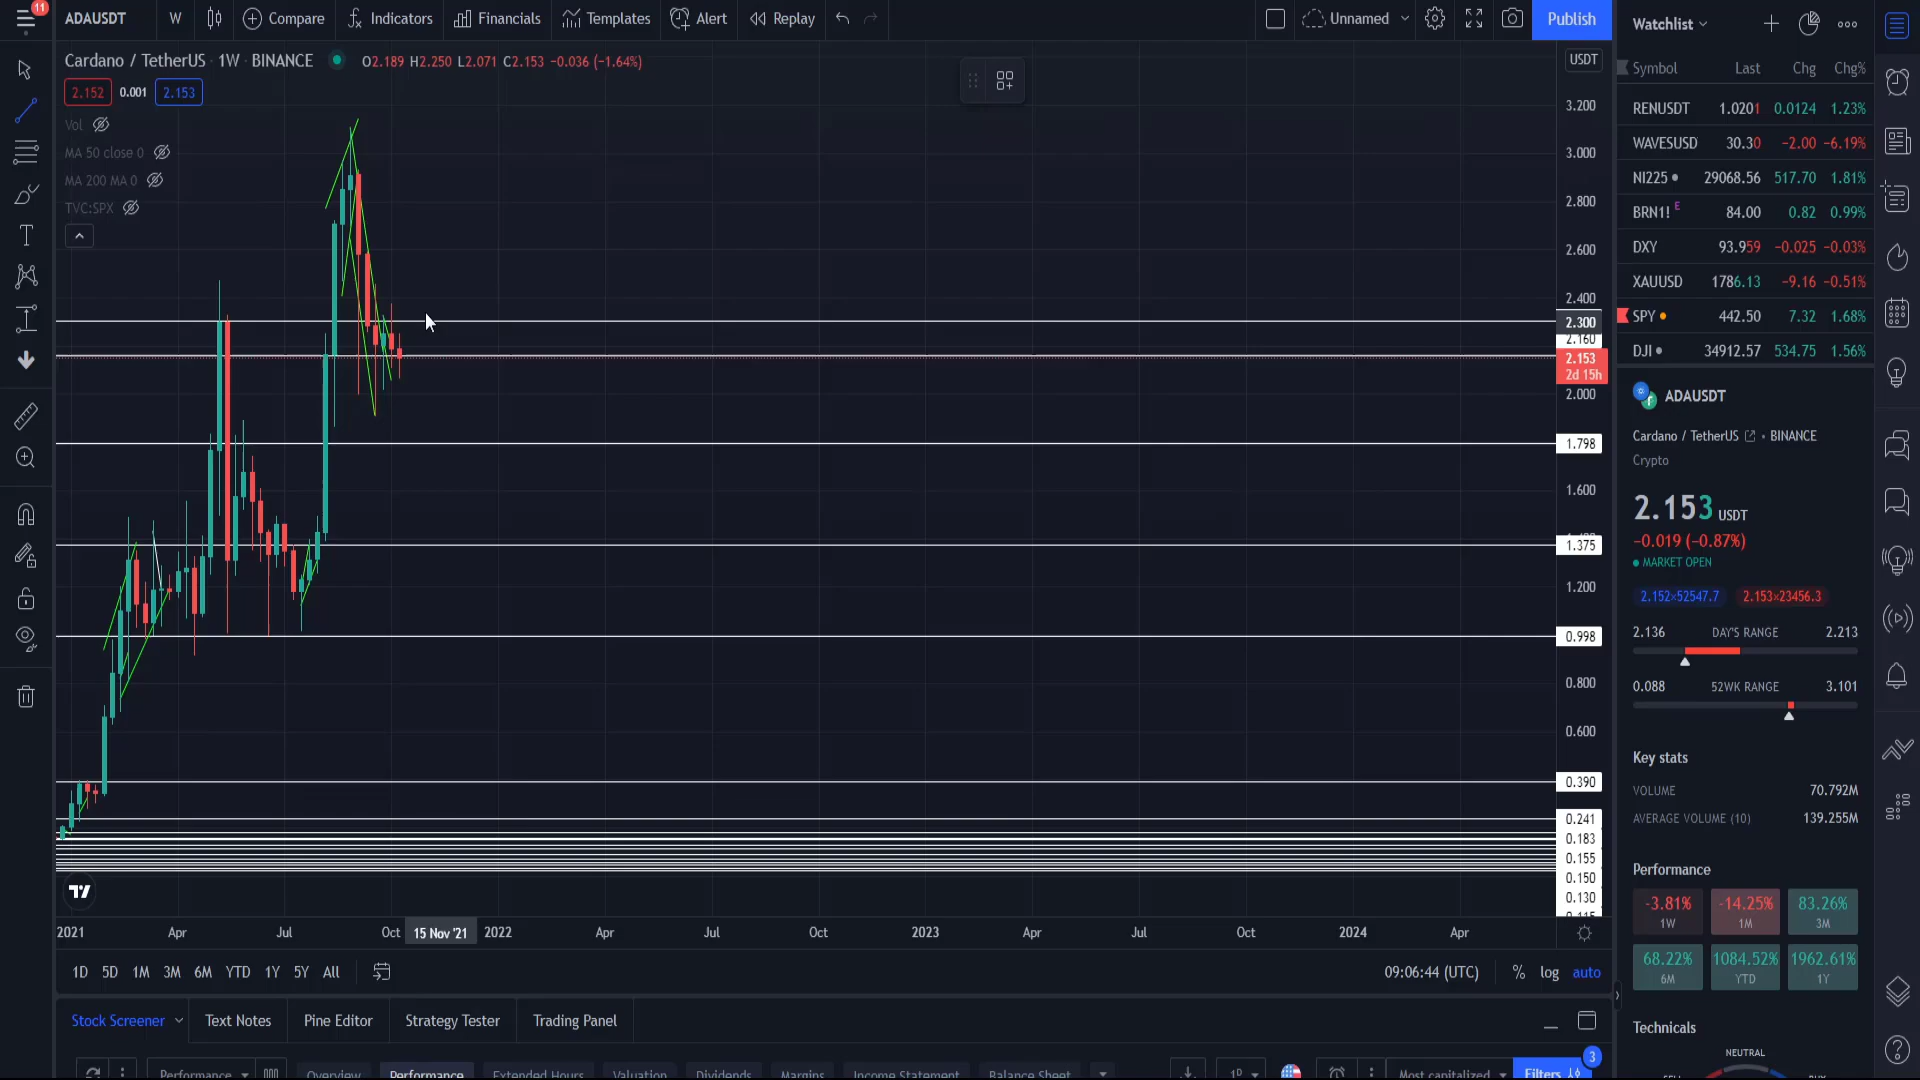 11
ADAUSDT W Compare Indicators Financials Templates Alert Replay Unnamed Publish
Cardano / TetherUS · 1W · BINANCE O2.189 H2.250 L2.071 C2.153 −0.036 (−1.64%)
2.152 0.001 2.153
Vol
MA 50 close 0
MA 200 MA 0
TVC:SPX
USDT
3.200
3.000
2.800
2.600
2.400
2.300
2.160
2.153
2d 15h
2.000
1.798
1.600
1.375
1.200
0.998
0.800
0.600
0.390
0.241
0.183
0.155
0.150
0.130
0.115
2021 Apr Jul Oct 15 Nov '21 2022 Apr Jul Oct 2023 Apr Jul Oct 2024 Apr
1D 5D 1M 3M 6M YTD 1Y 5Y All 09:06:44 (UTC) % log auto
Stock Screener Text Notes Pine Editor Strategy Tester Trading Panel
Performance Overview Performance Extended Hours Valuation Dividends Margins Income Statement Balance Sheet 1D Most capitalized Filters 3
Watchlist
Symbol Last Chg Chg%
RENUSDT 1.0201 0.0124 1.23%
WAVESUSD 30.30 −2.00 −6.19%
NI225 29068.56 517.70 1.81%
BRN1! E 84.00 0.82 0.99%
DXY 93.959 −0.025 −0.03%
XAUUSD 1786.13 −9.16 −0.51%
SPY 442.50 7.32 1.68%
DJI 34912.57 534.75 1.56%
ADAUSDT
Cardano / TetherUS • BINANCE
Crypto
2.153 USDT
−0.019 (−0.87%)
MARKET OPEN
2.152×52547.7 2.153×23456.3
2.136 DAY'S RANGE 2.213
0.088 52WK RANGE 3.101
Key stats
VOLUME 70.792M
AVERAGE VOLUME (10) 139.255M
Performance
-3.81% -14.25% 83.26%
1W 1M 3M
68.22% 1084.52% 1962.61%
6M YTD 1Y
Technicals
NEUTRAL
SELL BUY